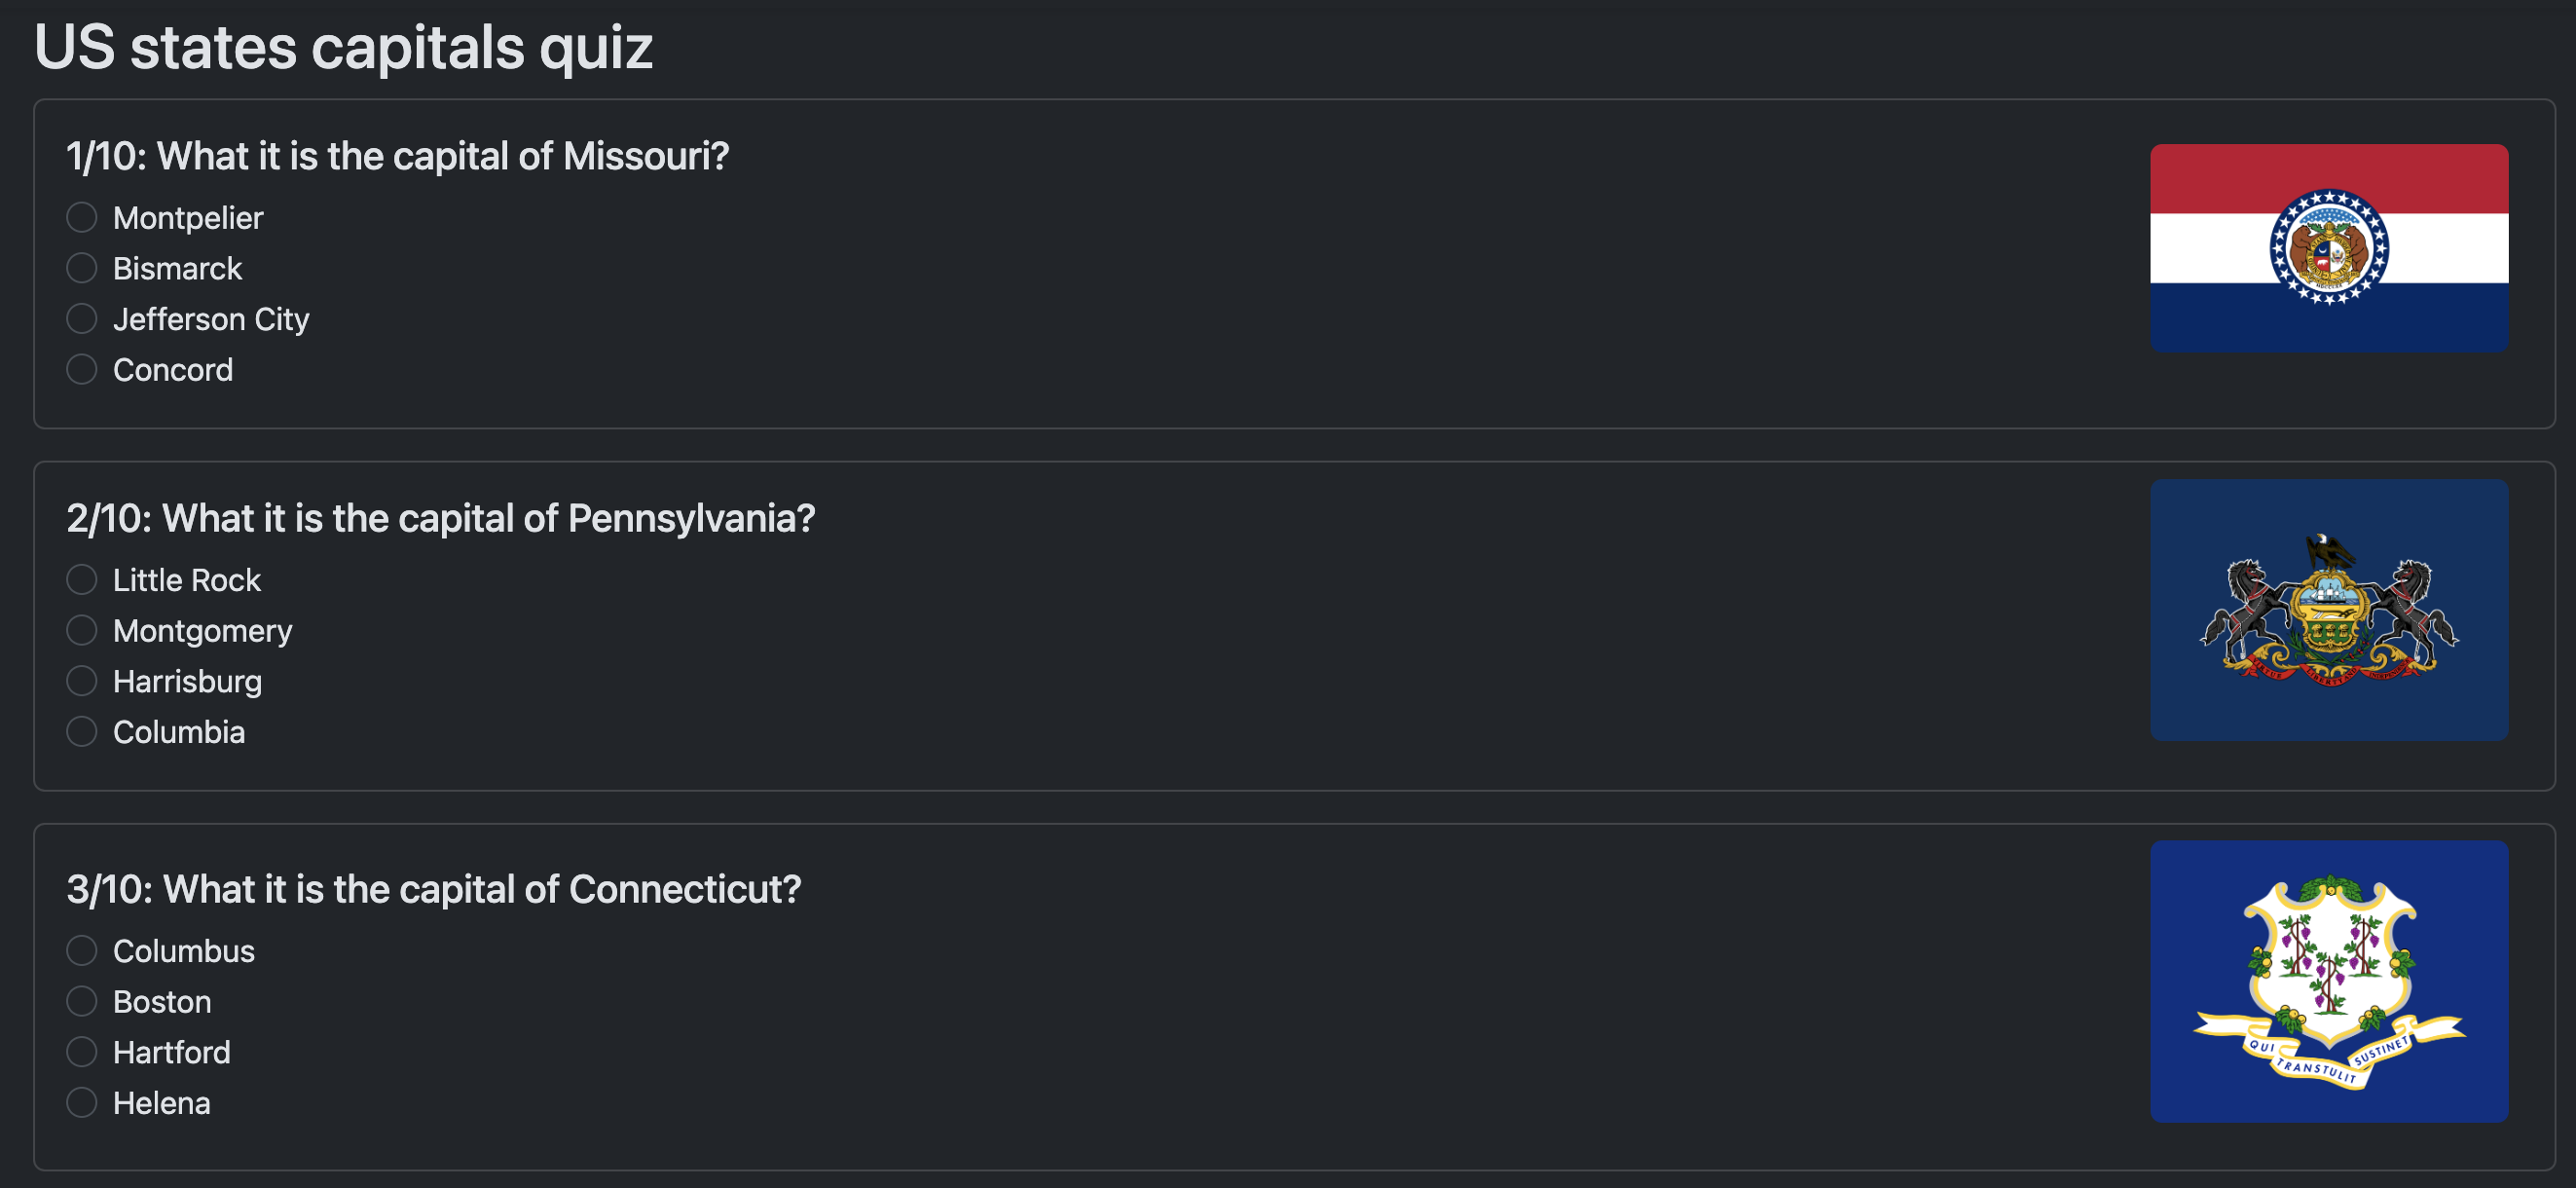 US states capitals quiz
1/10: What it is the capital of Missouri?
Montpelier
Bismarck
Jefferson City
Concord
2/10: What it is the capital of Pennsylvania?
Little Rock
Montgomery
Harrisburg
Columbia
3/10: What it is the capital of Connecticut?
Columbus
Boston
Hartford
Helena
QUI TRANSTULIT SUSTINET